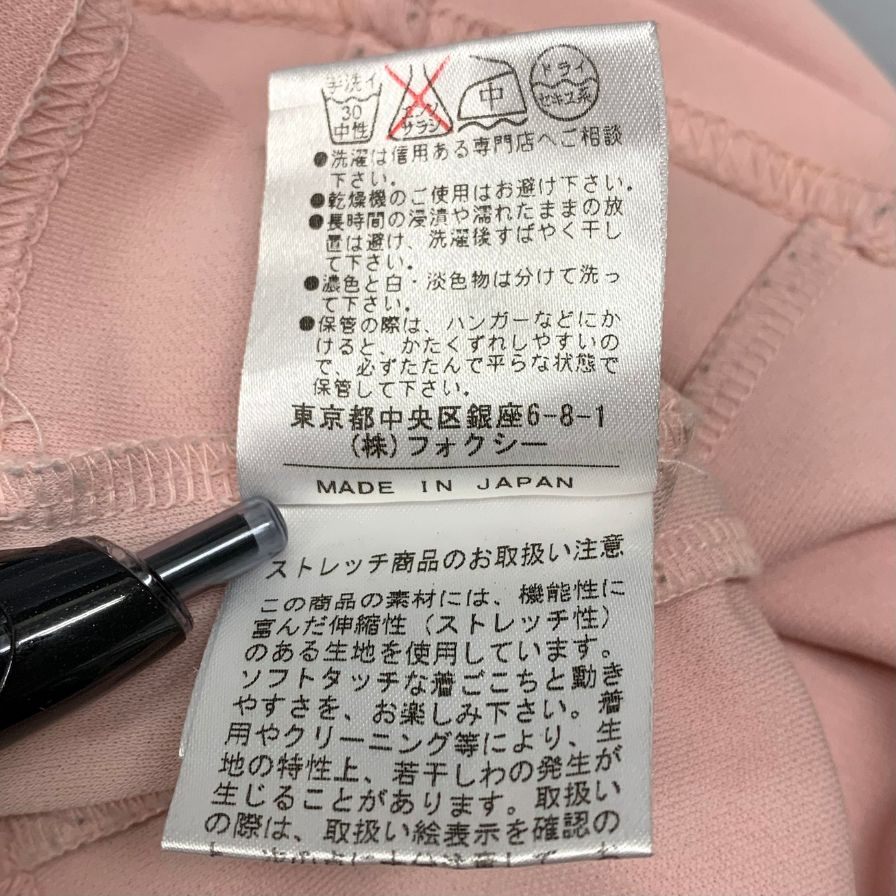 手洗イ
30
中性
エンソ
サラシ
中
ドライ
セキユ系
●洗濯は信用ある専門店へご相談
下さい。
●乾燥機のご使用はお避け下さい。
●長時間の浸漬や濡れたままの放
置は避け、洗濯後すばやく干し
て下さい。
●濃色と白・淡色物は分けて洗っ
て下さい。
●保管の際は、ハンガーなどにか
けると、かたくずれしやすいの
で、必ずたたんで平らな状態で
保管して下さい。
東京都中央区銀座6-8-1
(株)フォクシー
MADE IN JAPAN
ストレッチ商品のお取扱い注意
この商品の素材には、機能性に
富んだ伸縮性(ストレッチ性)
のある生地を使用しています。
ソフトタッチな着ごこちと動き
やすさを、お楽しみ下さい。着
用やクリーニング等により、生
地の特性上、若干しわの発生が
生じることがあります。取扱い
の際は、取扱い絵表示を確認の